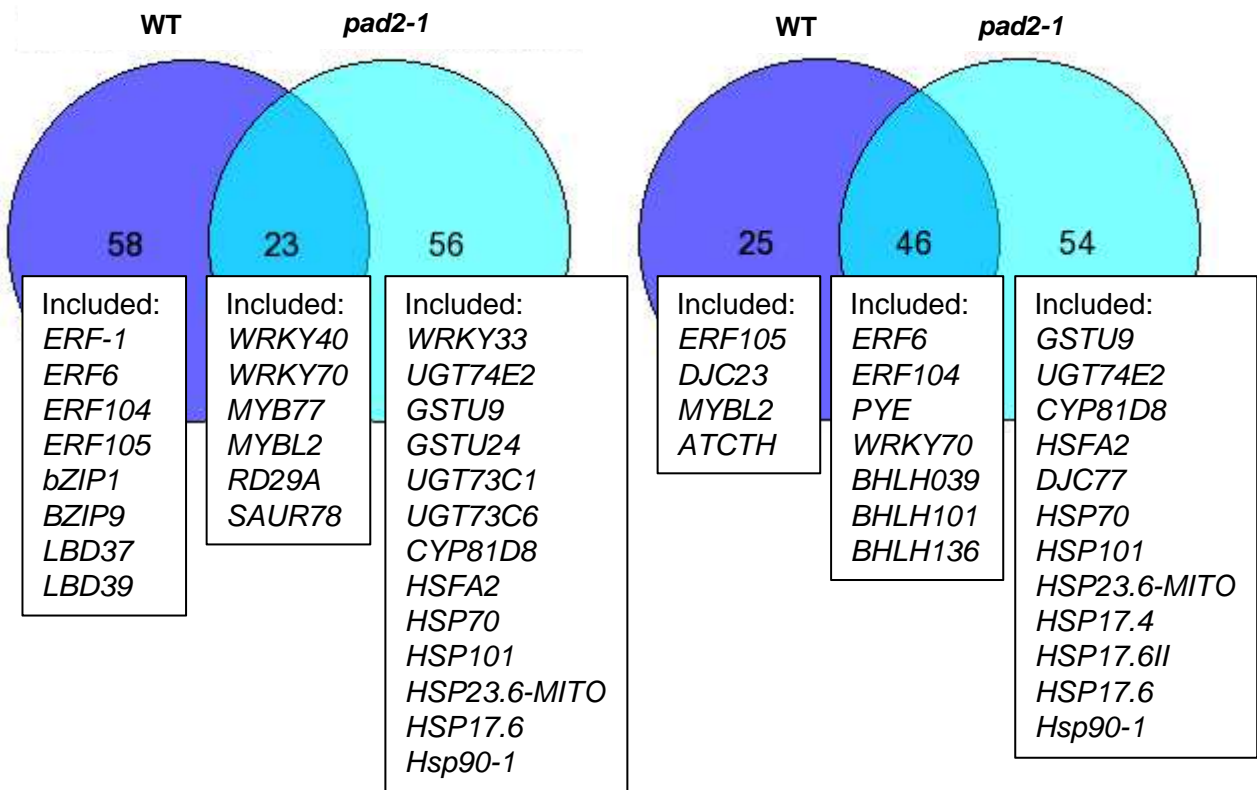 WT
pad2-1
58
23
56
Included:
ERF-1
ERF6
ERF104
ERF105
bZIP1
BZIP9
LBD37
LBD39
Included:
WRKY40
WRKY70
MYB77
MYBL2
RD29A
SAUR78
Included:
WRKY33
UGT74E2
GSTU9
GSTU24
UGT73C1
UGT73C6
CYP81D8
HSFA2
HSP70
HSP101
HSP23.6-MITO
HSP17.6
Hsp90-1
WT
pad2-1
25
46
54
Included:
ERF105
DJC23
MYBL2
ATCTH
Included:
ERF6
ERF104
PYE
WRKY70
BHLH039
BHLH101
BHLH136
Included:
GSTU9
UGT74E2
CYP81D8
HSFA2
DJC77
HSP70
HSP101
HSP23.6-MITO
HSP17.4
HSP17.6II
HSP17.6
Hsp90-1